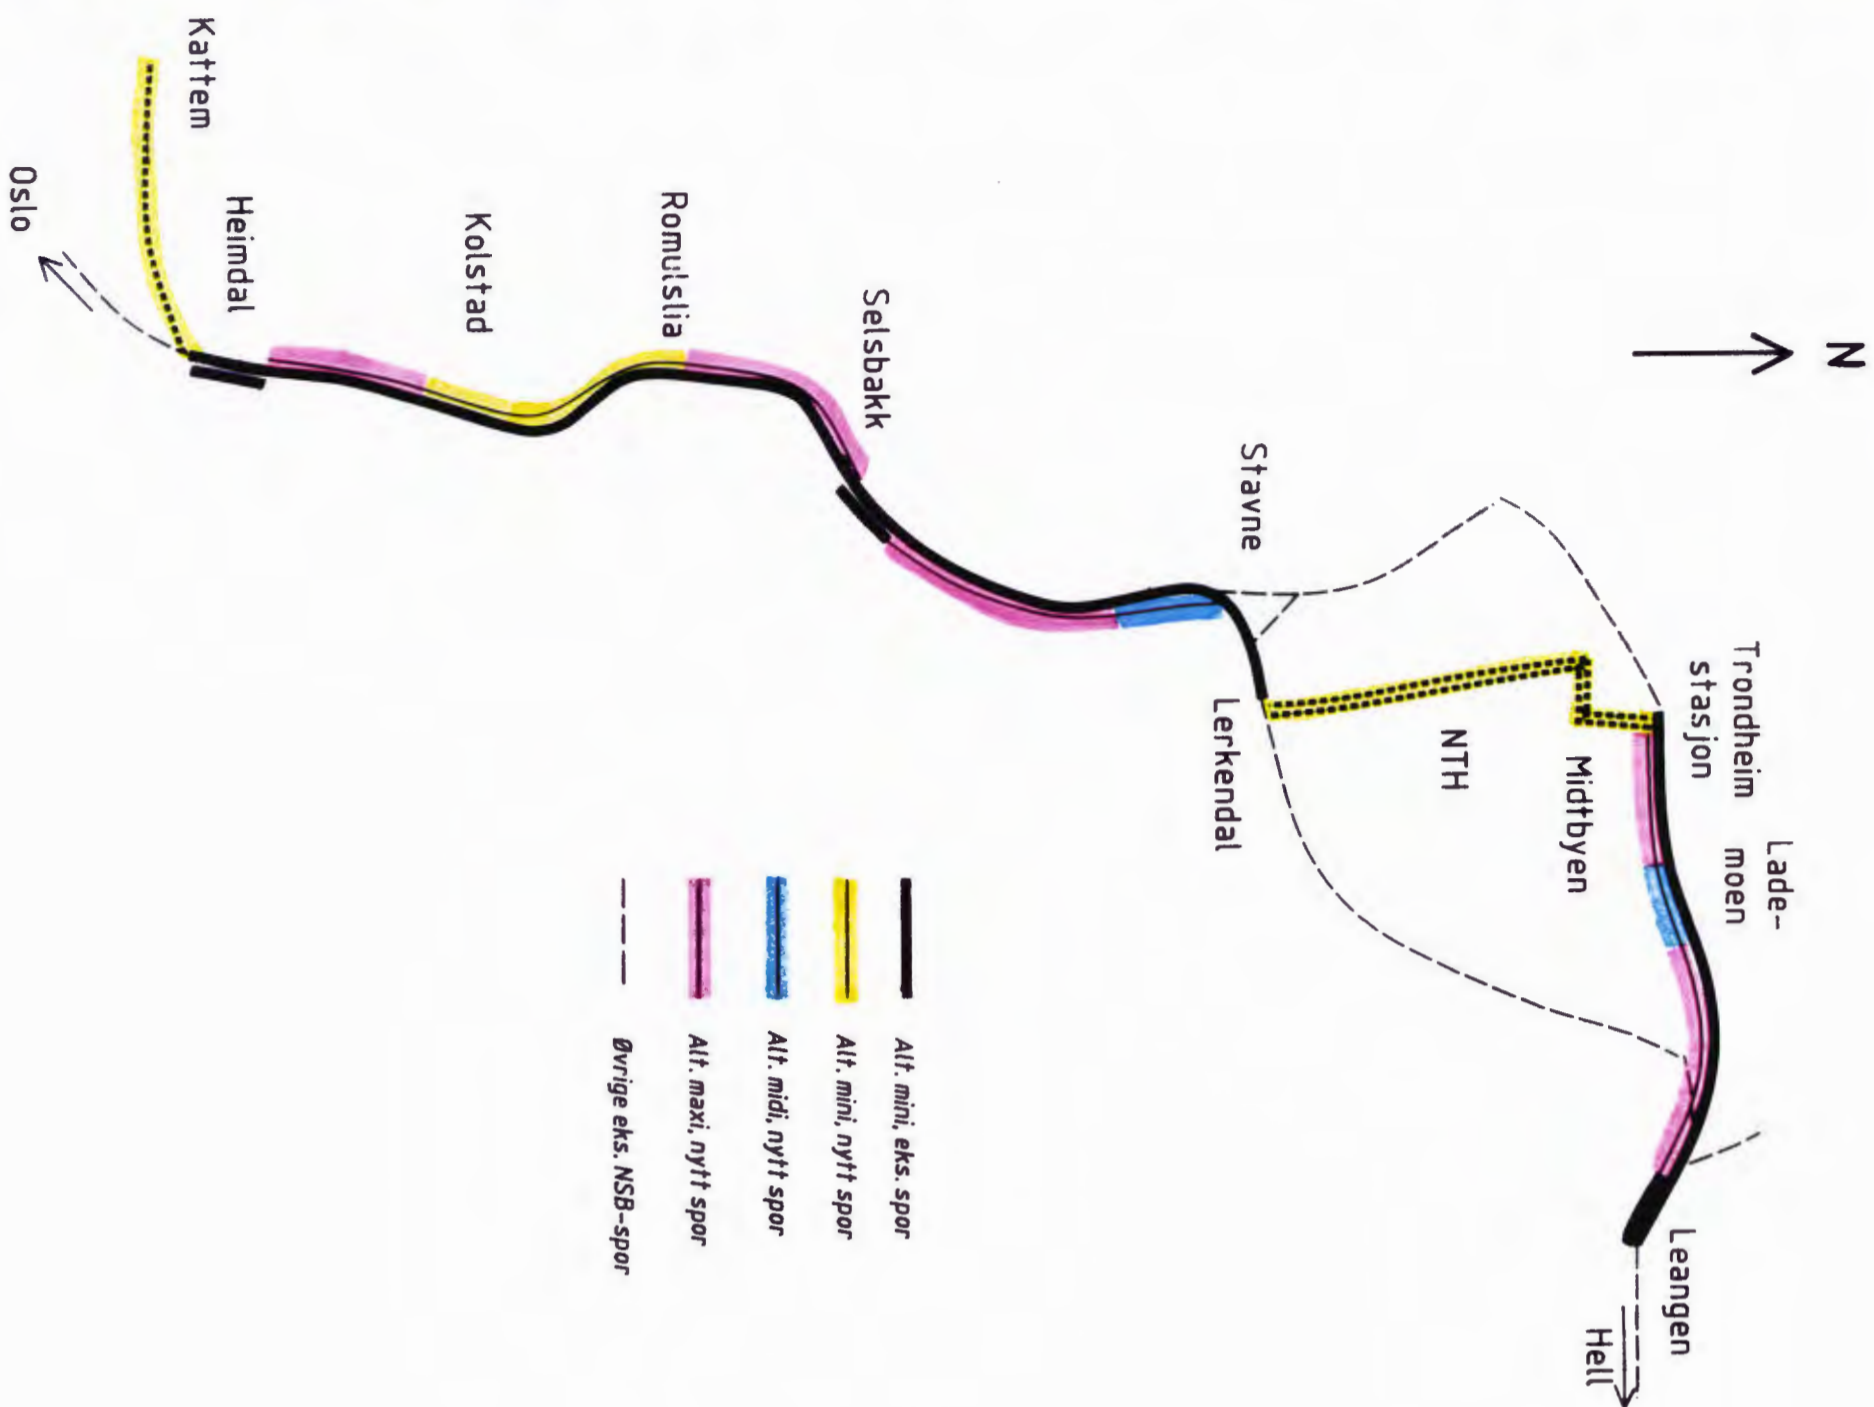 N
Trondheim
stasjon
Lade-
moen
Leangen
Hell
Midtbyen
NTH
Lerkendal
Stavne
Selsbakk
Romulslia
Kolstad
Heimdal
Kattem
Oslo
Alt. mini, eks. spor
Alt. mini, nytt spor
Alt. midi, nytt spor
Alt. maxi, nytt spor
Øvrige eks. NSB-spor